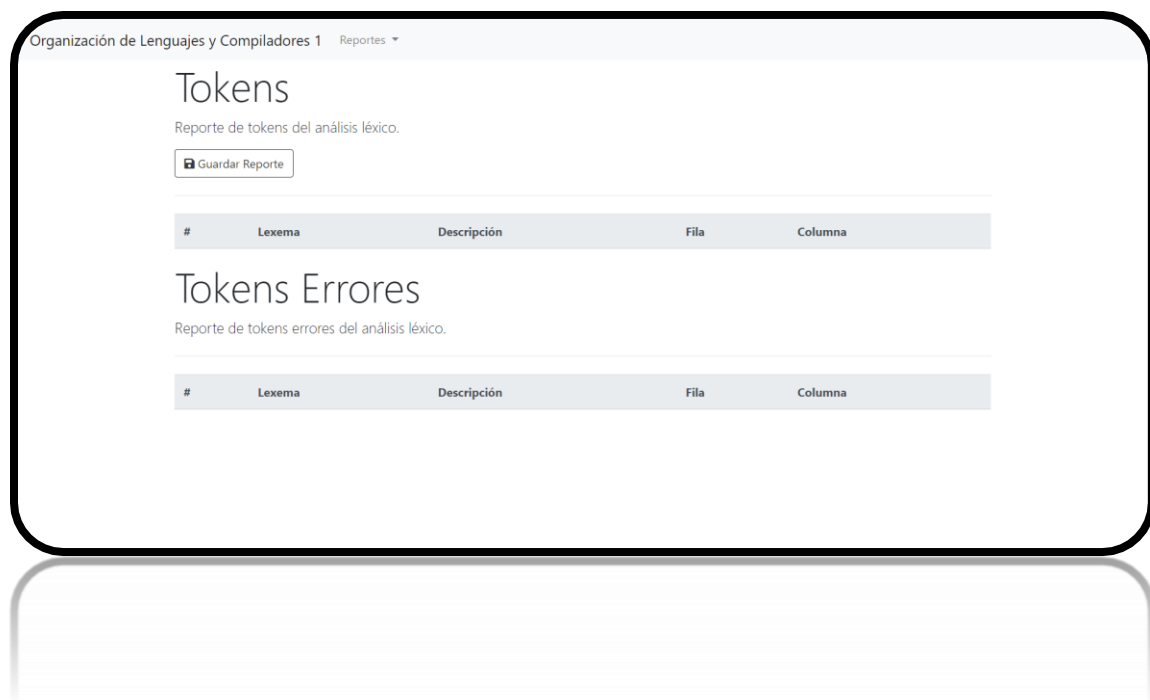 Organización de Lenguajes y Compiladores 1 Reportes
Tokens
Reporte de tokens del análisis léxico.
Guardar Reporte
# Lexema Descripción Fila Columna
Tokens Errores
Reporte de tokens errores del análisis léxico.
# Lexema Descripción Fila Columna